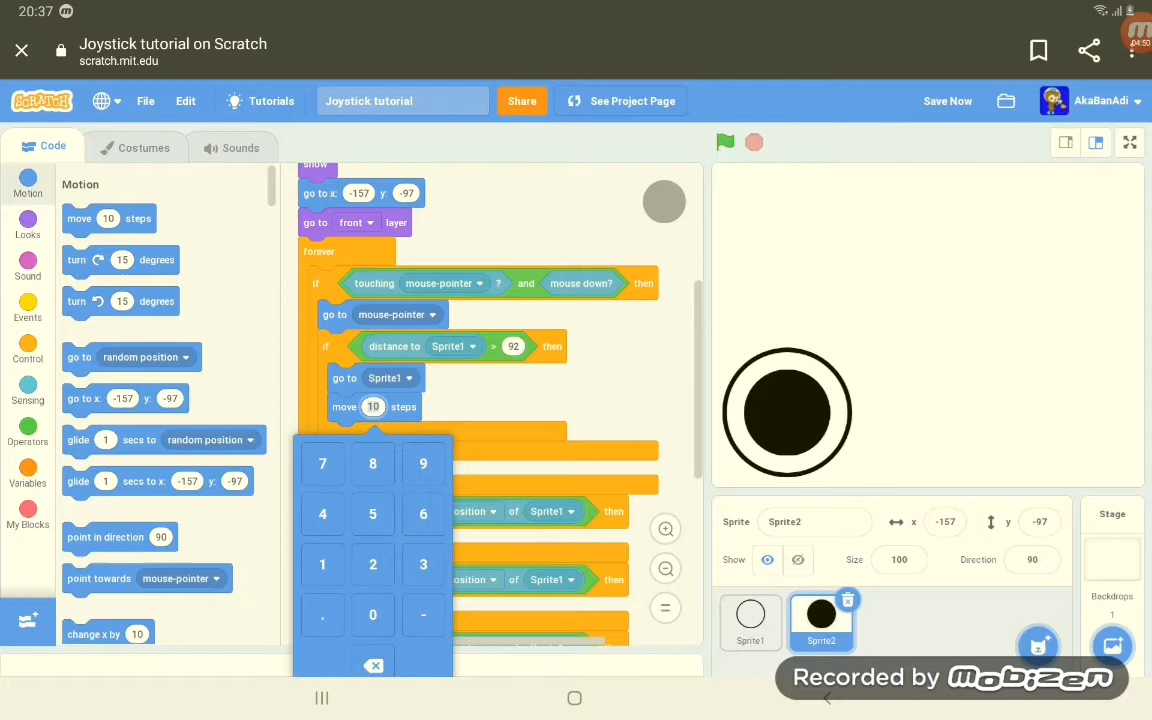 20:37
04:50
Joystick tutorial on Scratch
scratch.mit.edu
SCRATCH File Edit Tutorials Joystick tutorial Share See Project Page Save Now AkaBanAdi
Code Costumes Sounds
Motion
Looks
Sound
Events
Control
Sensing
Operators
Variables
My Blocks
Motion
move 10 steps
turn 15 degrees
turn 15 degrees
go to random position
go to x: -157 y: -97
glide 1 secs to random position
glide 1 secs to x: -157 y: -97
point in direction 90
point towards mouse-pointer
change x by 10
show
go to x: -157 y: -97
go to front layer
forever
if touching mouse-pointer ? and mouse down? then
go to mouse-pointer
if distance to Sprite1 > 92 then
go to Sprite1
move 10 steps
7 8 9
4 5 6
1 2 3
. 0 -
osition of Sprite1 then
osition of Sprite1 then
Sprite Sprite2 x -157 y -97
Show Size 100 Direction 90
Sprite1
Sprite2
Stage
Backdrops
1
Recorded by Mobizen